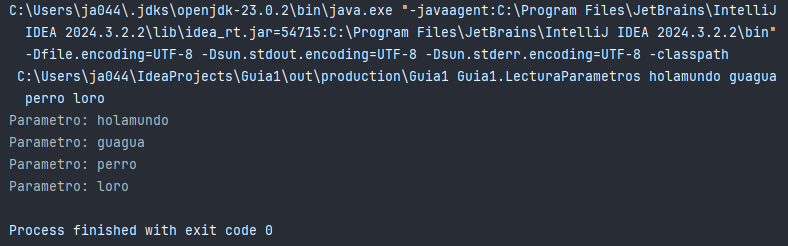 C:\Users\ja044\.jdks\openjdk-23.0.2\bin\java.exe "-javaagent:C:\Program Files\JetBrains\IntelliJ
IDEA 2024.3.2.2\lib\idea_rt.jar=54715:C:\Program Files\JetBrains\IntelliJ IDEA 2024.3.2.2\bin"
-Dfile.encoding=UTF-8 -Dsun.stdout.encoding=UTF-8 -Dsun.stderr.encoding=UTF-8 -classpath
C:\Users\ja044\IdeaProjects\Guia1\out\production\Guia1 Guia1.LecturaParametros holamundo guagua
perro loro
Parametro: holamundo
Parametro: guagua
Parametro: perro
Parametro: loro
Process finished with exit code 0